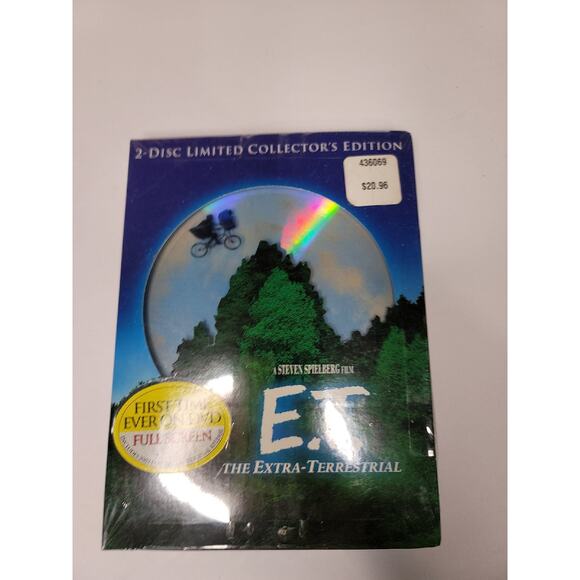 2-DISC LIMITED COLLECTOR'S EDITION
436069
$20.96
A STEVEN SPIELBERG FILM
E.T.
THE EXTRA-TERRESTRIAL
FIRST TIME
EVER ON DVD
FULL SCREEN